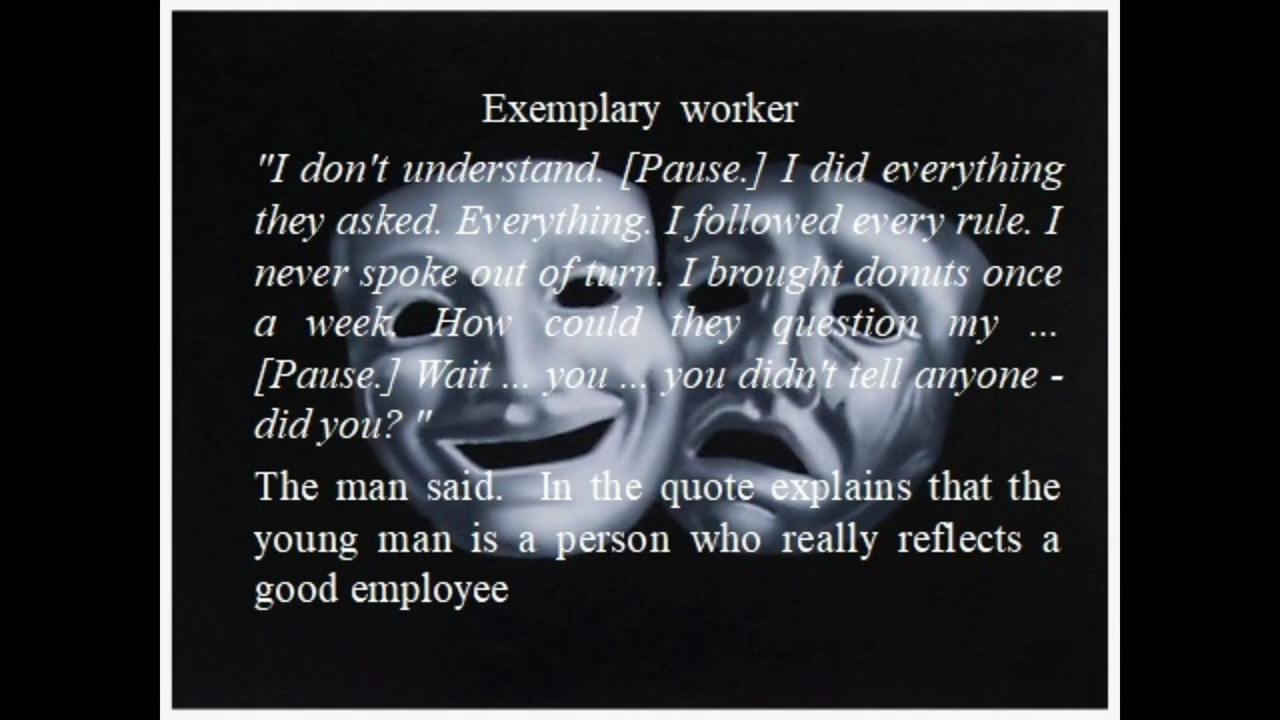 Exemplary worker
"I don't understand. [Pause.] I did everything
they asked. Everything. I followed every rule. I
never spoke out of turn. I brought donuts once
a week. How could they question my ...
[Pause.] Wait ... you ... you didn't tell anyone -
did you? "
The man said. In the quote explains that the
young man is a person who really reflects a
good employee